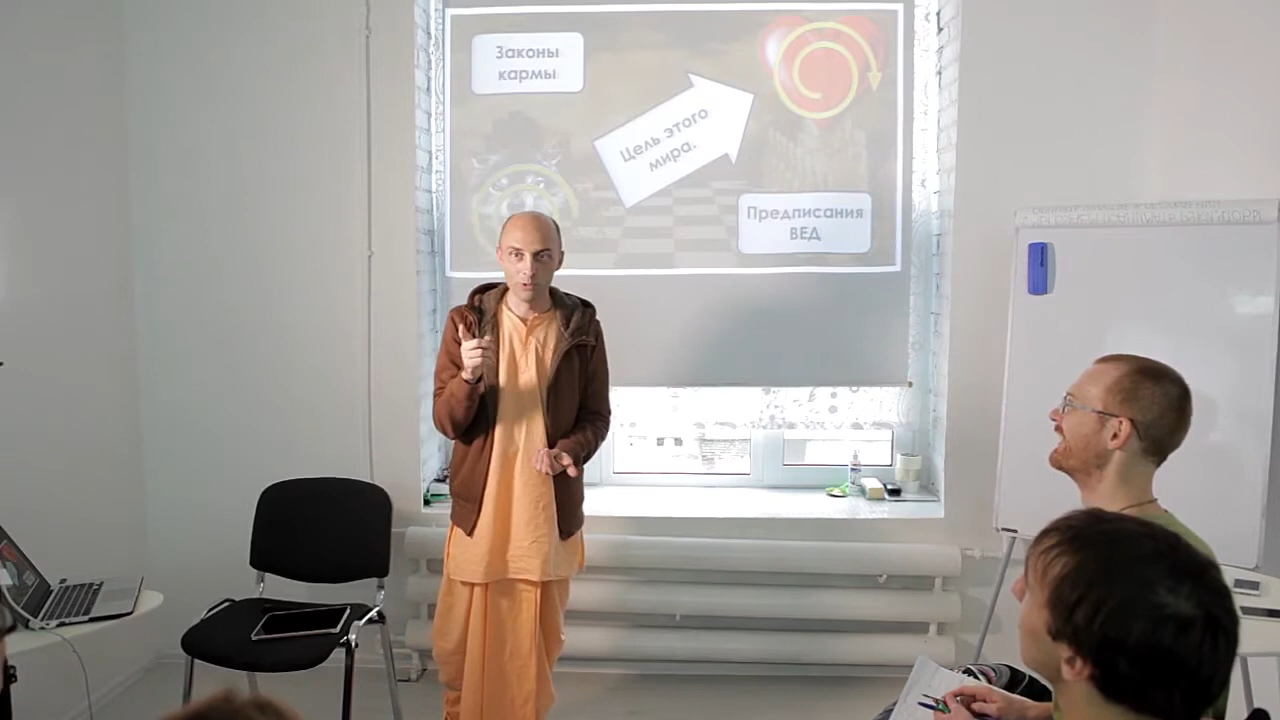 Законы
кармы
Цель этого
мира.
Предписания
ВЕД